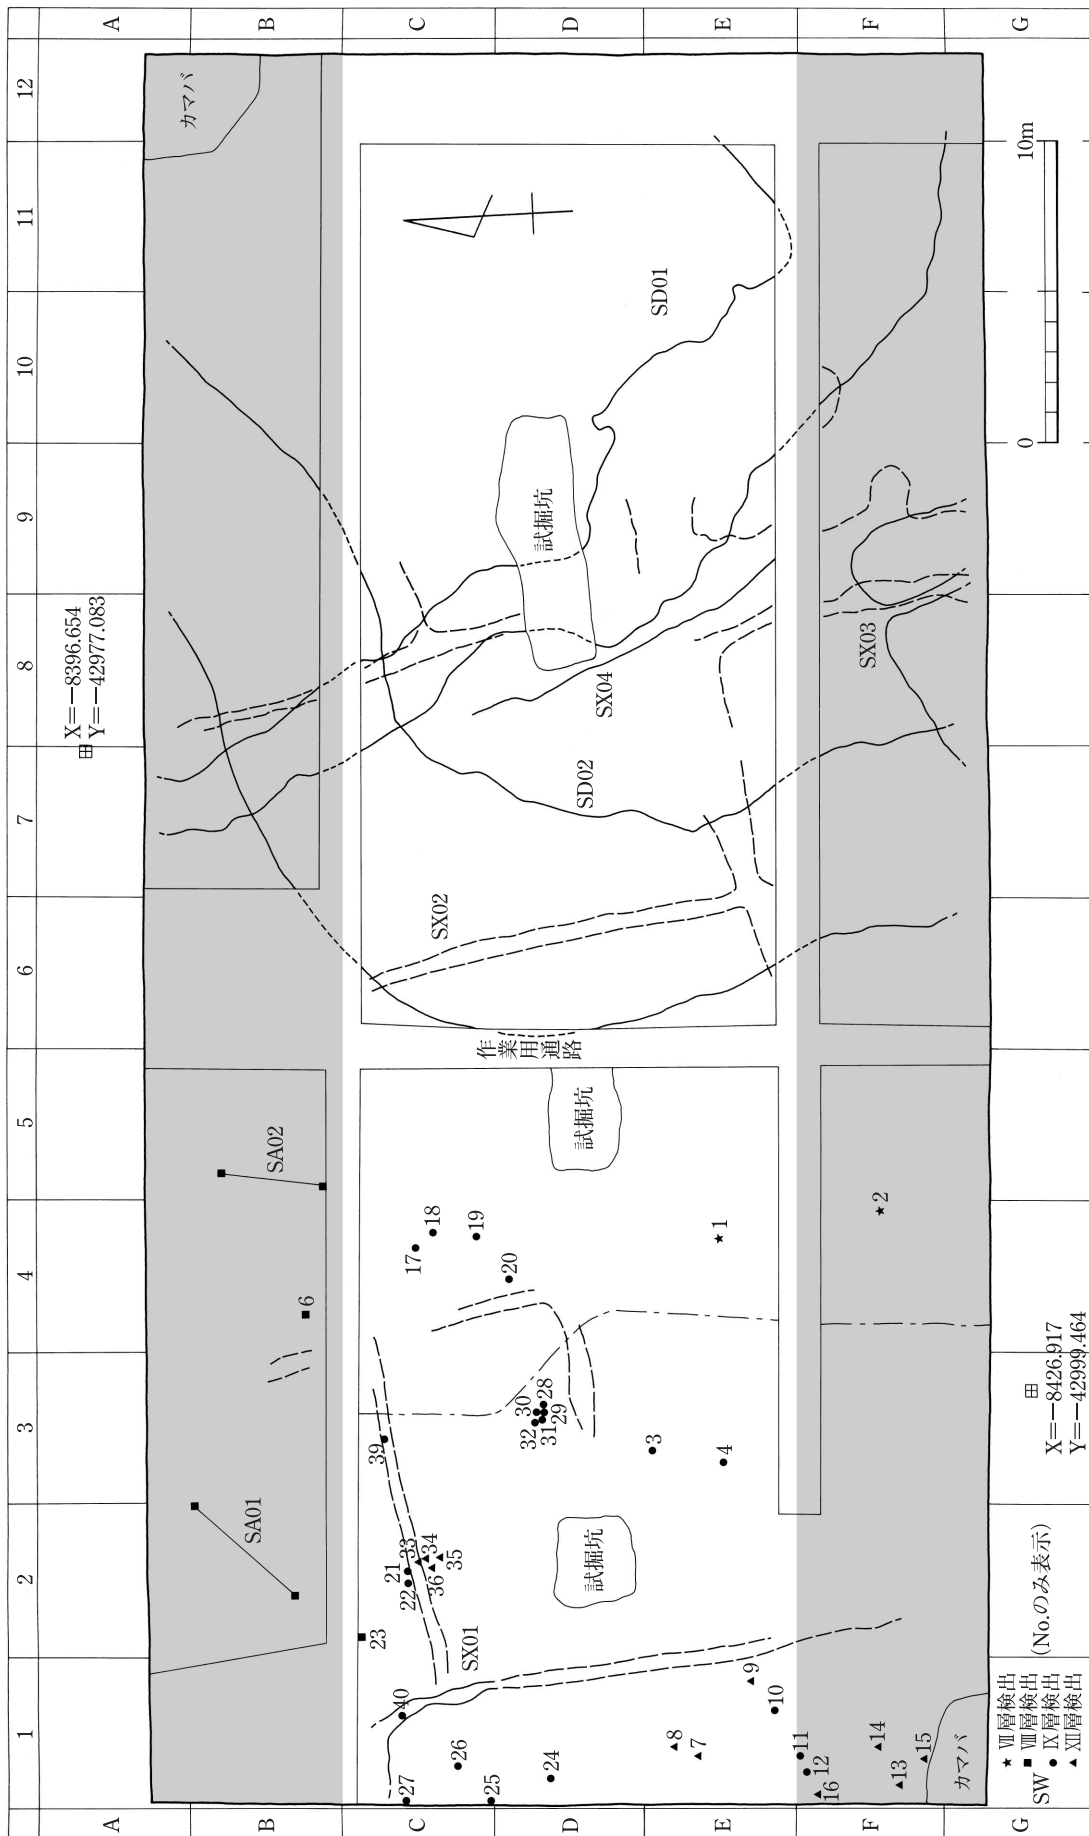 A
B
C
D
E
F
G
12
11
10
9
8
7
6
5
4
3
2
1
カマバ
X=-8396.654
Y=-42977.083
SD01
試掘坑
SX04
SX03
SD02
SX02
作業用通路
試掘坑
SA02
SA01
6
17
18
19
20
1
2
39
30
28
32
31
29
3
4
21
22
33
34
36
35
23
試掘坑
SX01
40
26
27
25
24
9
10
8
7
11
12
16
14
13
15
カマバ
0
10m
X=-8426.917
Y=-42999.464
SW
(No.のみ表示)
★ Ⅶ層検出
■ Ⅷ層検出
● Ⅸ層検出
▲ Ⅻ層検出
A
B
C
D
E
F
G